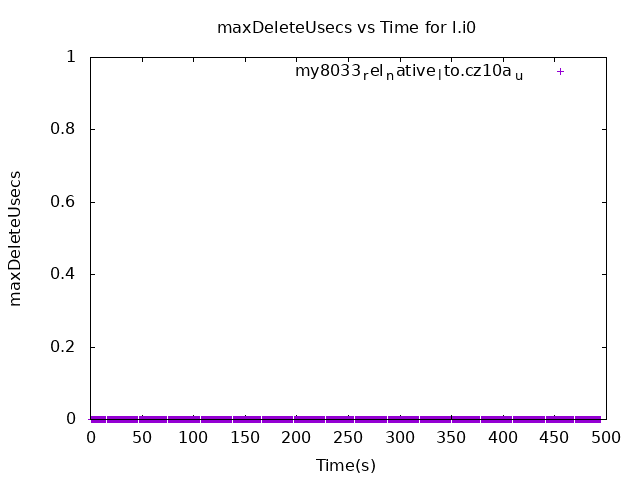 maxDeleteUsecs vs Time for l.i0
my8033relnativelto.cz10au
1
0.8
0.6
0.4
0.2
0
maxDeleteUsecs
0 50 100 150 200 250 300 350 400 450 500
Time(s)